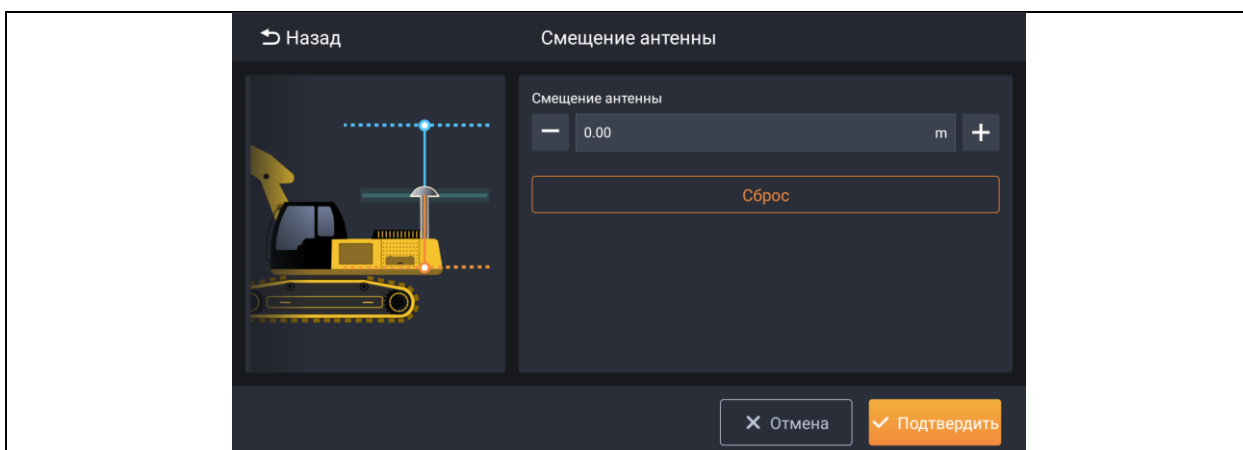 Назад
Смещение антенны
Смещение антенны
0.00 m
Сброс
Отмена
Подтвердить